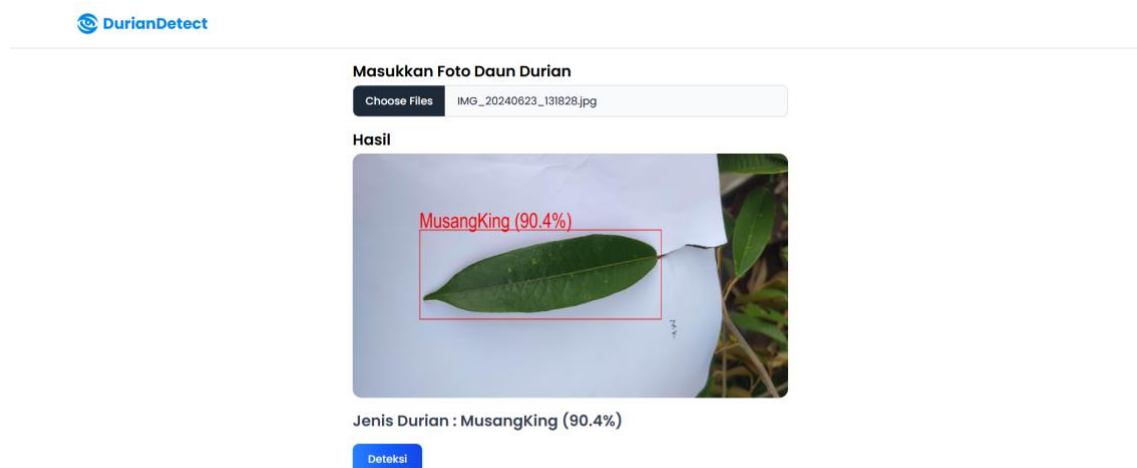 DurianDetect
Masukkan Foto Daun Durian
Choose Files IMG_20240623_131828.jpg
Hasil
MusangKing (90.4%)
Jenis Durian : MusangKing (90.4%)
Deteksi